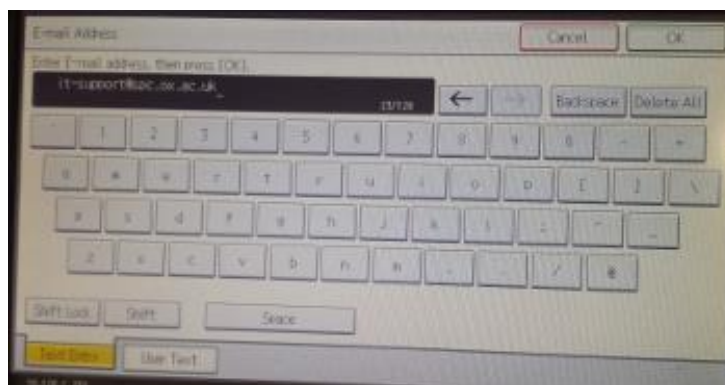 E-mail Address Cancel OK
Enter E-mail address, then press [OK].
it-support@spc.ox.ac.uk
23/128 ← → Backspace Delete All
1 2 3 4 5 6 7 8 9 0 - +
q w e r t y u i o p [ ] \
a s d f g h j k l ; _
z x c v b n m , . / @
Shift Lock Shift Space
Text Entry User Text